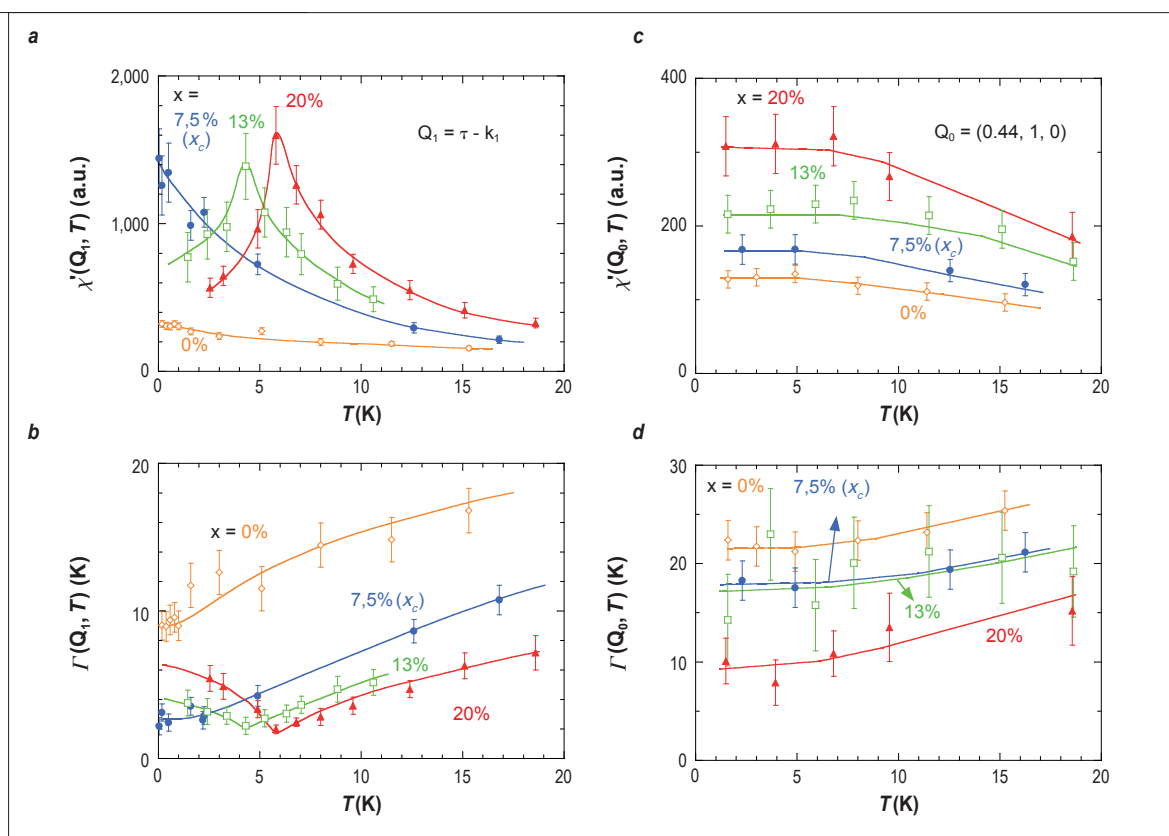 a
2,000
1,000
400
0
χ'(Q1, T) (a.u.)
x =
7,5%
(xc)
13%
20%
Q1 = τ - k1
0%
0 5 10 15 20
T(K)
c
400
300
200
100
0
χ'(Q0, T) (a.u.)
x = 20%
Q0 = (0.44, 1, 0)
13%
7,5% (xc)
0%
0 5 10 15 20
T(K)
b
20
10
0
Γ(Q1, T) (K)
x = 0%
7,5% (xc)
13%
20%
0 5 10 15 20
T(K)
d
30
20
10
0
Γ(Q0, T) (K)
x = 0%
7,5% (xc)
13%
20%
0 5 10 15 20
T(K)